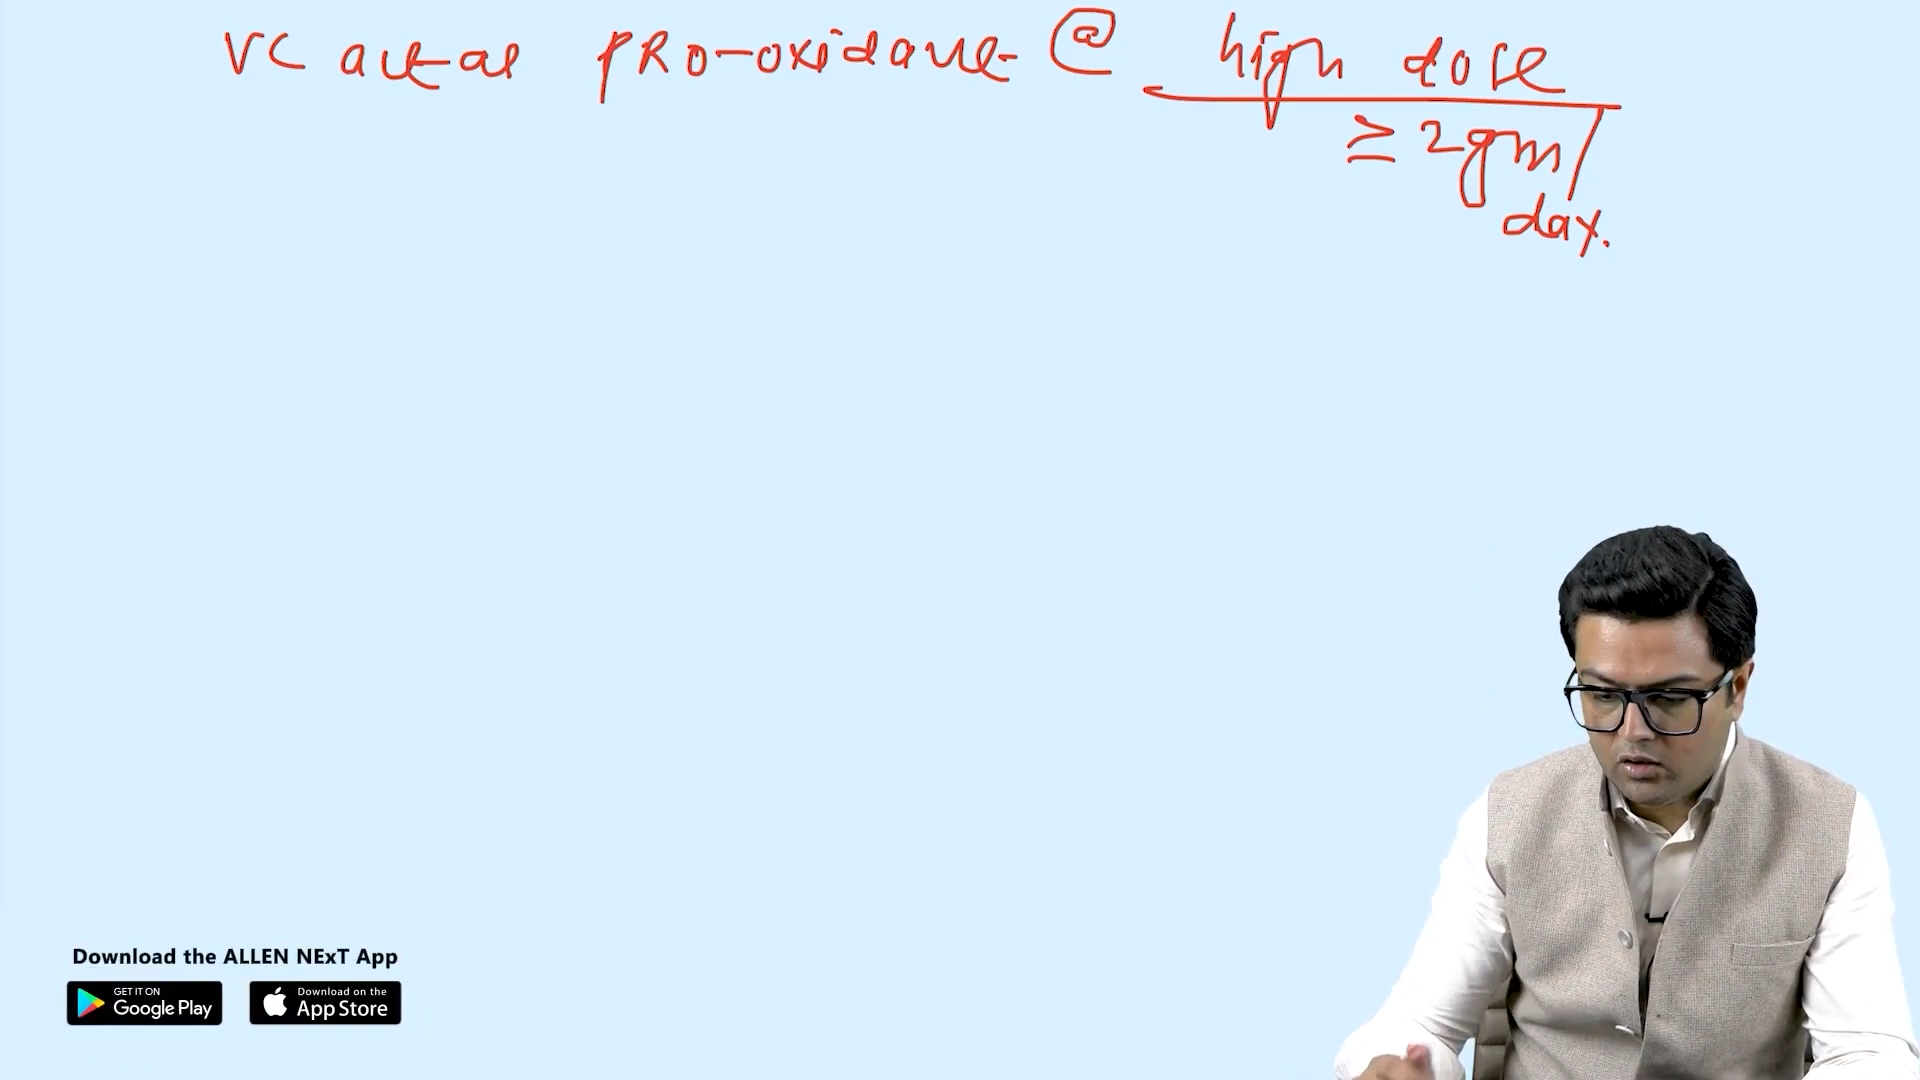 VC act as PRO-oxidant @ high dose
≥ 2gm/
day.
Download the ALLEN NExT App
GET IT ON
Google Play
Download on the
App Store